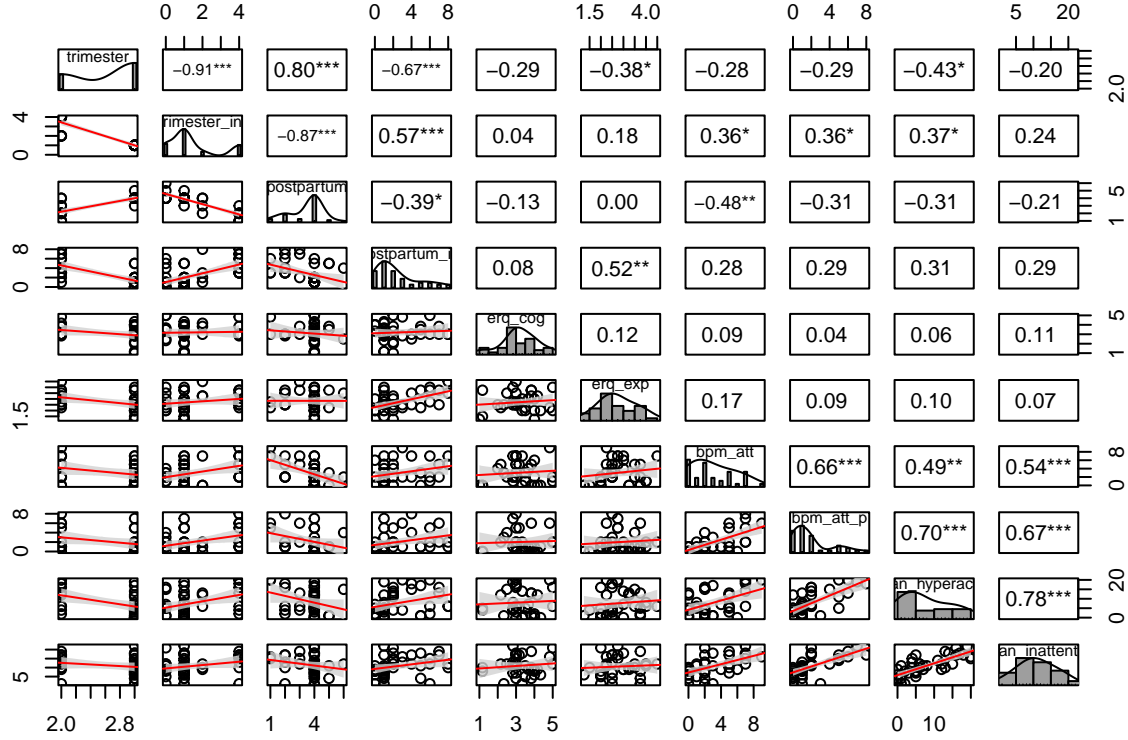 0 2 4 0 4 8 1.5 4.0 0 4 8 5 20
trimester −0.91*** 0.80*** −0.67*** −0.29 −0.38* −0.28 −0.29 −0.43* −0.20 2.0
0 4 rimester_in −0.87*** 0.57*** 0.04 0.18 0.36* 0.36* 0.37* 0.24
postpartum −0.39* −0.13 0.00 −0.48** −0.31 −0.31 −0.21 1 5
0 8 0.08 0.52** 0.28 0.29 0.31 0.29
erq_cog 0.12 0.09 0.04 0.06 0.11 1 5
1.5 erq_exp 0.17 0.09 0.10 0.07
bpm_att 0.66*** 0.49** 0.54*** 0 8
0 8 bpm_att_p 0.70*** 0.67***
an_hyperac 0.78*** 0 20
5 an_inattent
2.0 2.8 1 4 1 3 5 0 4 8 0 10